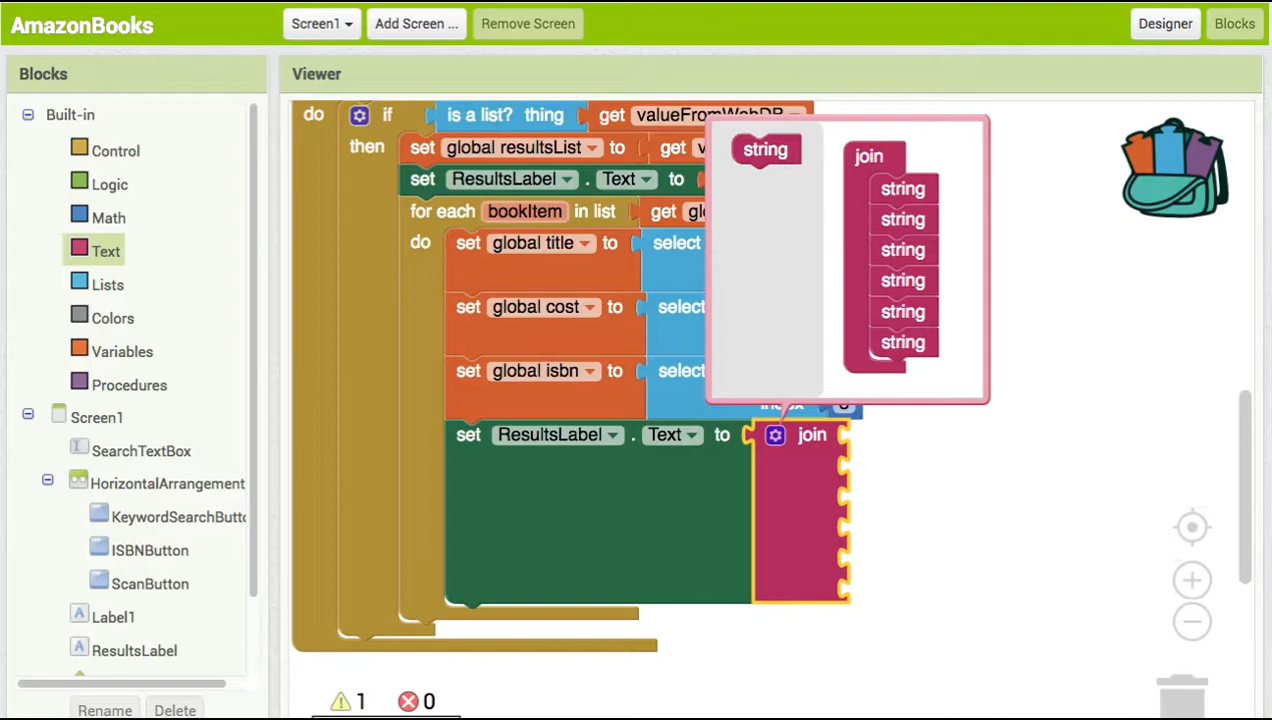 AmazonBooks Screen1 Add Screen ... Remove Screen Designer Blocks
Blocks
Viewer
Built-in
Control
Logic
Math
Text
Lists
Colors
Variables
Procedures
Screen1
SearchTextBox
HorizontalArrangement
KeywordSearchButto
ISBNButton
ScanButton
Label1
ResultsLabel
Rename Delete
do if is a list? thing get valueFromWebDB
then set global resultsList to get
set ResultsLabel . Text to
for each bookItem in list get
do set global title to select
set global cost to select
set global isbn to select
index
set ResultsLabel . Text to join
string
join
string
string
string
string
string
string
1 0